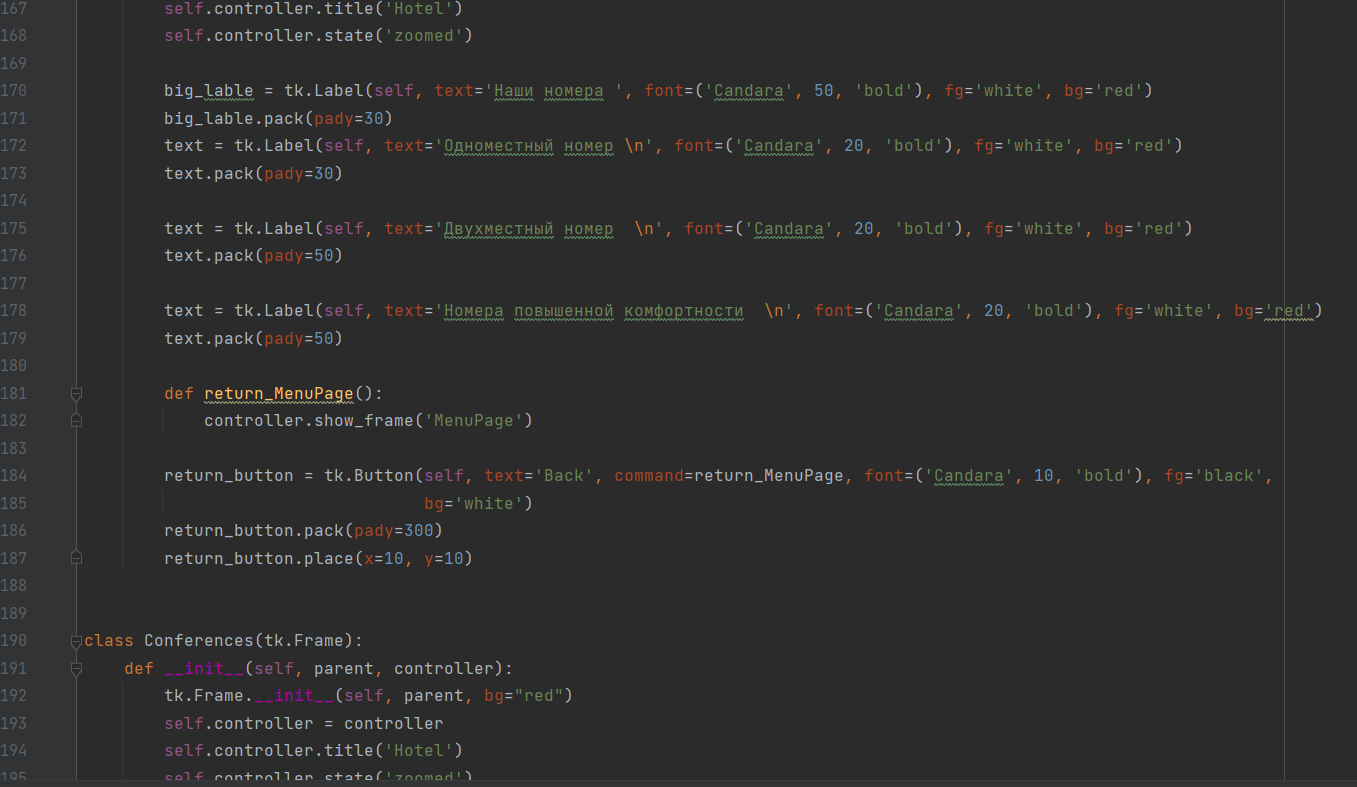 167 self.controller.title('Hotel')
168 self.controller.state('zoomed')
169
170 big_lable = tk.Label(self, text='Наши номера ', font=('Candara', 50, 'bold'), fg='white', bg='red')
171 big_lable.pack(pady=30)
172 text = tk.Label(self, text='Одноместный номер \n', font=('Candara', 20, 'bold'), fg='white', bg='red')
173 text.pack(pady=30)
174
175 text = tk.Label(self, text='Двухместный номер  \n', font=('Candara', 20, 'bold'), fg='white', bg='red')
176 text.pack(pady=50)
177
178 text = tk.Label(self, text='Номера повышенной комфортности  \n', font=('Candara', 20, 'bold'), fg='white', bg='red')
179 text.pack(pady=50)
180
181 def return_MenuPage():
182 controller.show_frame('MenuPage')
183
184 return_button = tk.Button(self, text='Back', command=return_MenuPage, font=('Candara', 10, 'bold'), fg='black',
185 bg='white')
186 return_button.pack(pady=300)
187 return_button.place(x=10, y=10)
188
189
190 class Conferences(tk.Frame):
191 def __init__(self, parent, controller):
192 tk.Frame.__init__(self, parent, bg="red")
193 self.controller = controller
194 self.controller.title('Hotel')
195 self.controller.state('zoomed')